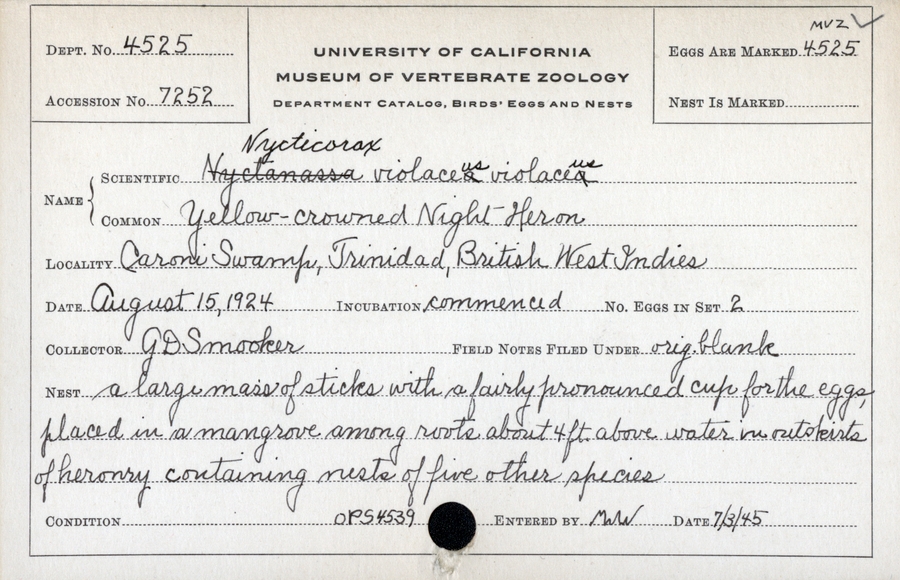 MVZ ✓
DEPT. NO. 4525
EGGS ARE MARKED 4525
UNIVERSITY OF CALIFORNIA
MUSEUM OF VERTEBRATE ZOOLOGY
DEPARTMENT CATALOG, BIRDS' EGGS AND NESTS
ACCESSION NO. 7252
NEST IS MARKED
Nycticorax
us us
NAME SCIENTIFIC Nyctanassa violacea violacea
COMMON Yellow-crowned Night Heron
LOCALITY Caroni Swamp, Trinidad, British West Indies
DATE August 15, 1924 INCUBATION commenced NO. EGGS IN SET 2
COLLECTOR G D Smooker FIELD NOTES FILED UNDER orig. blank
NEST a large mass of sticks with a fairly pronounced cup for the eggs,
placed in a mangrove among roots about 4 ft. above water in outskirts
of heronry containing nests of five other species
CONDITION OPS4539 ENTERED BY MWW DATE 7/3/45